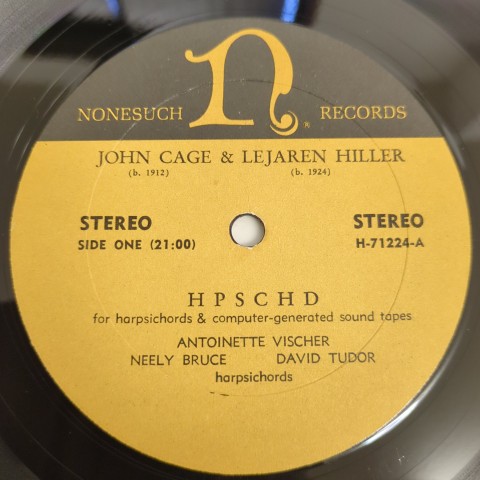 NONESUCH n® RECORDS
JOHN CAGE & LEJAREN HILLER
(b. 1912) (b. 1924)
STEREO STEREO
SIDE ONE (21:00) H-71224-A
HPSCHD
for harpsichords & computer-generated sound tapes
ANTOINETTE VISCHER
NEELY BRUCE DAVID TUDOR
harpsichords